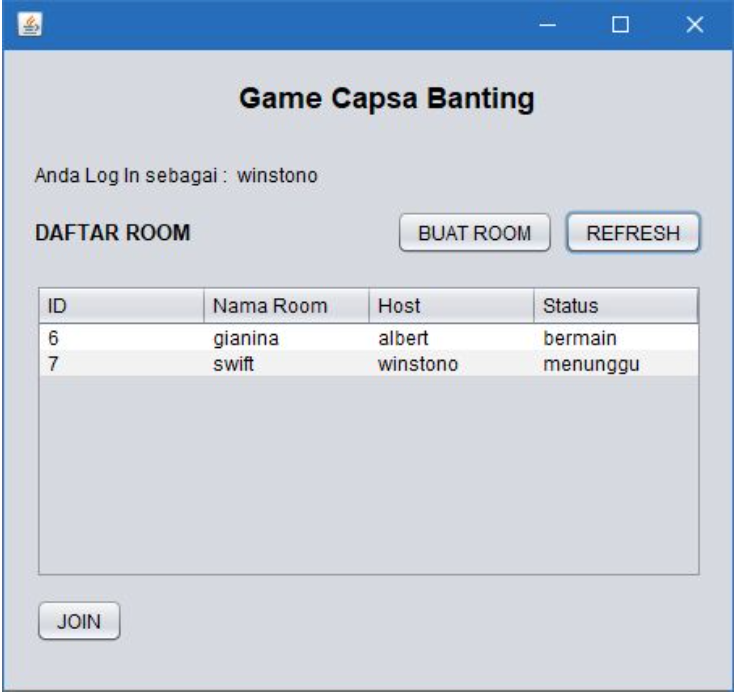 Game Capsa Banting
Anda Log In sebagai : winstono
DAFTAR ROOM BUAT ROOM REFRESH
ID Nama Room Host Status
6 gianina albert bermain
7 swift winstono menunggu
JOIN